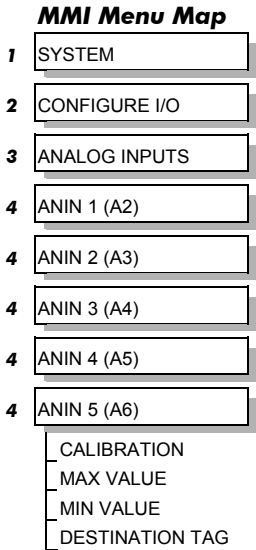 MMI Menu Map
1 SYSTEM
2 CONFIGURE I/O
3 ANALOG INPUTS
4 ANIN 1 (A2)
4 ANIN 2 (A3)
4 ANIN 3 (A4)
4 ANIN 4 (A5)
4 ANIN 5 (A6)
CALIBRATION
MAX VALUE
MIN VALUE
DESTINATION TAG